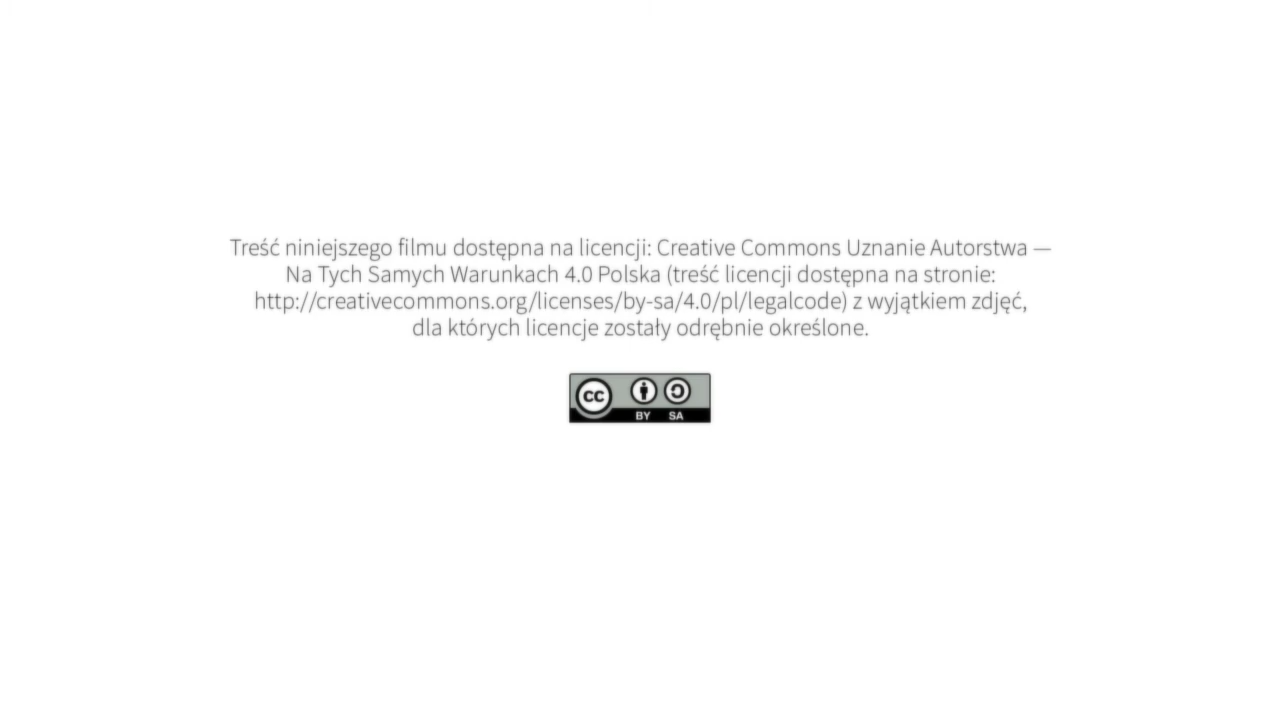 Treść niniejszego filmu dostępna na licencji: Creative Commons Uznanie Autorstwa —
Na Tych Samych Warunkach 4.0 Polska (treść licencji dostępna na stronie:
http://creativecommons.org/licenses/by-sa/4.0/pl/legalcode) z wyjątkiem zdjęć,
dla których licencje zostały odrębnie określone.
cc
BY SA